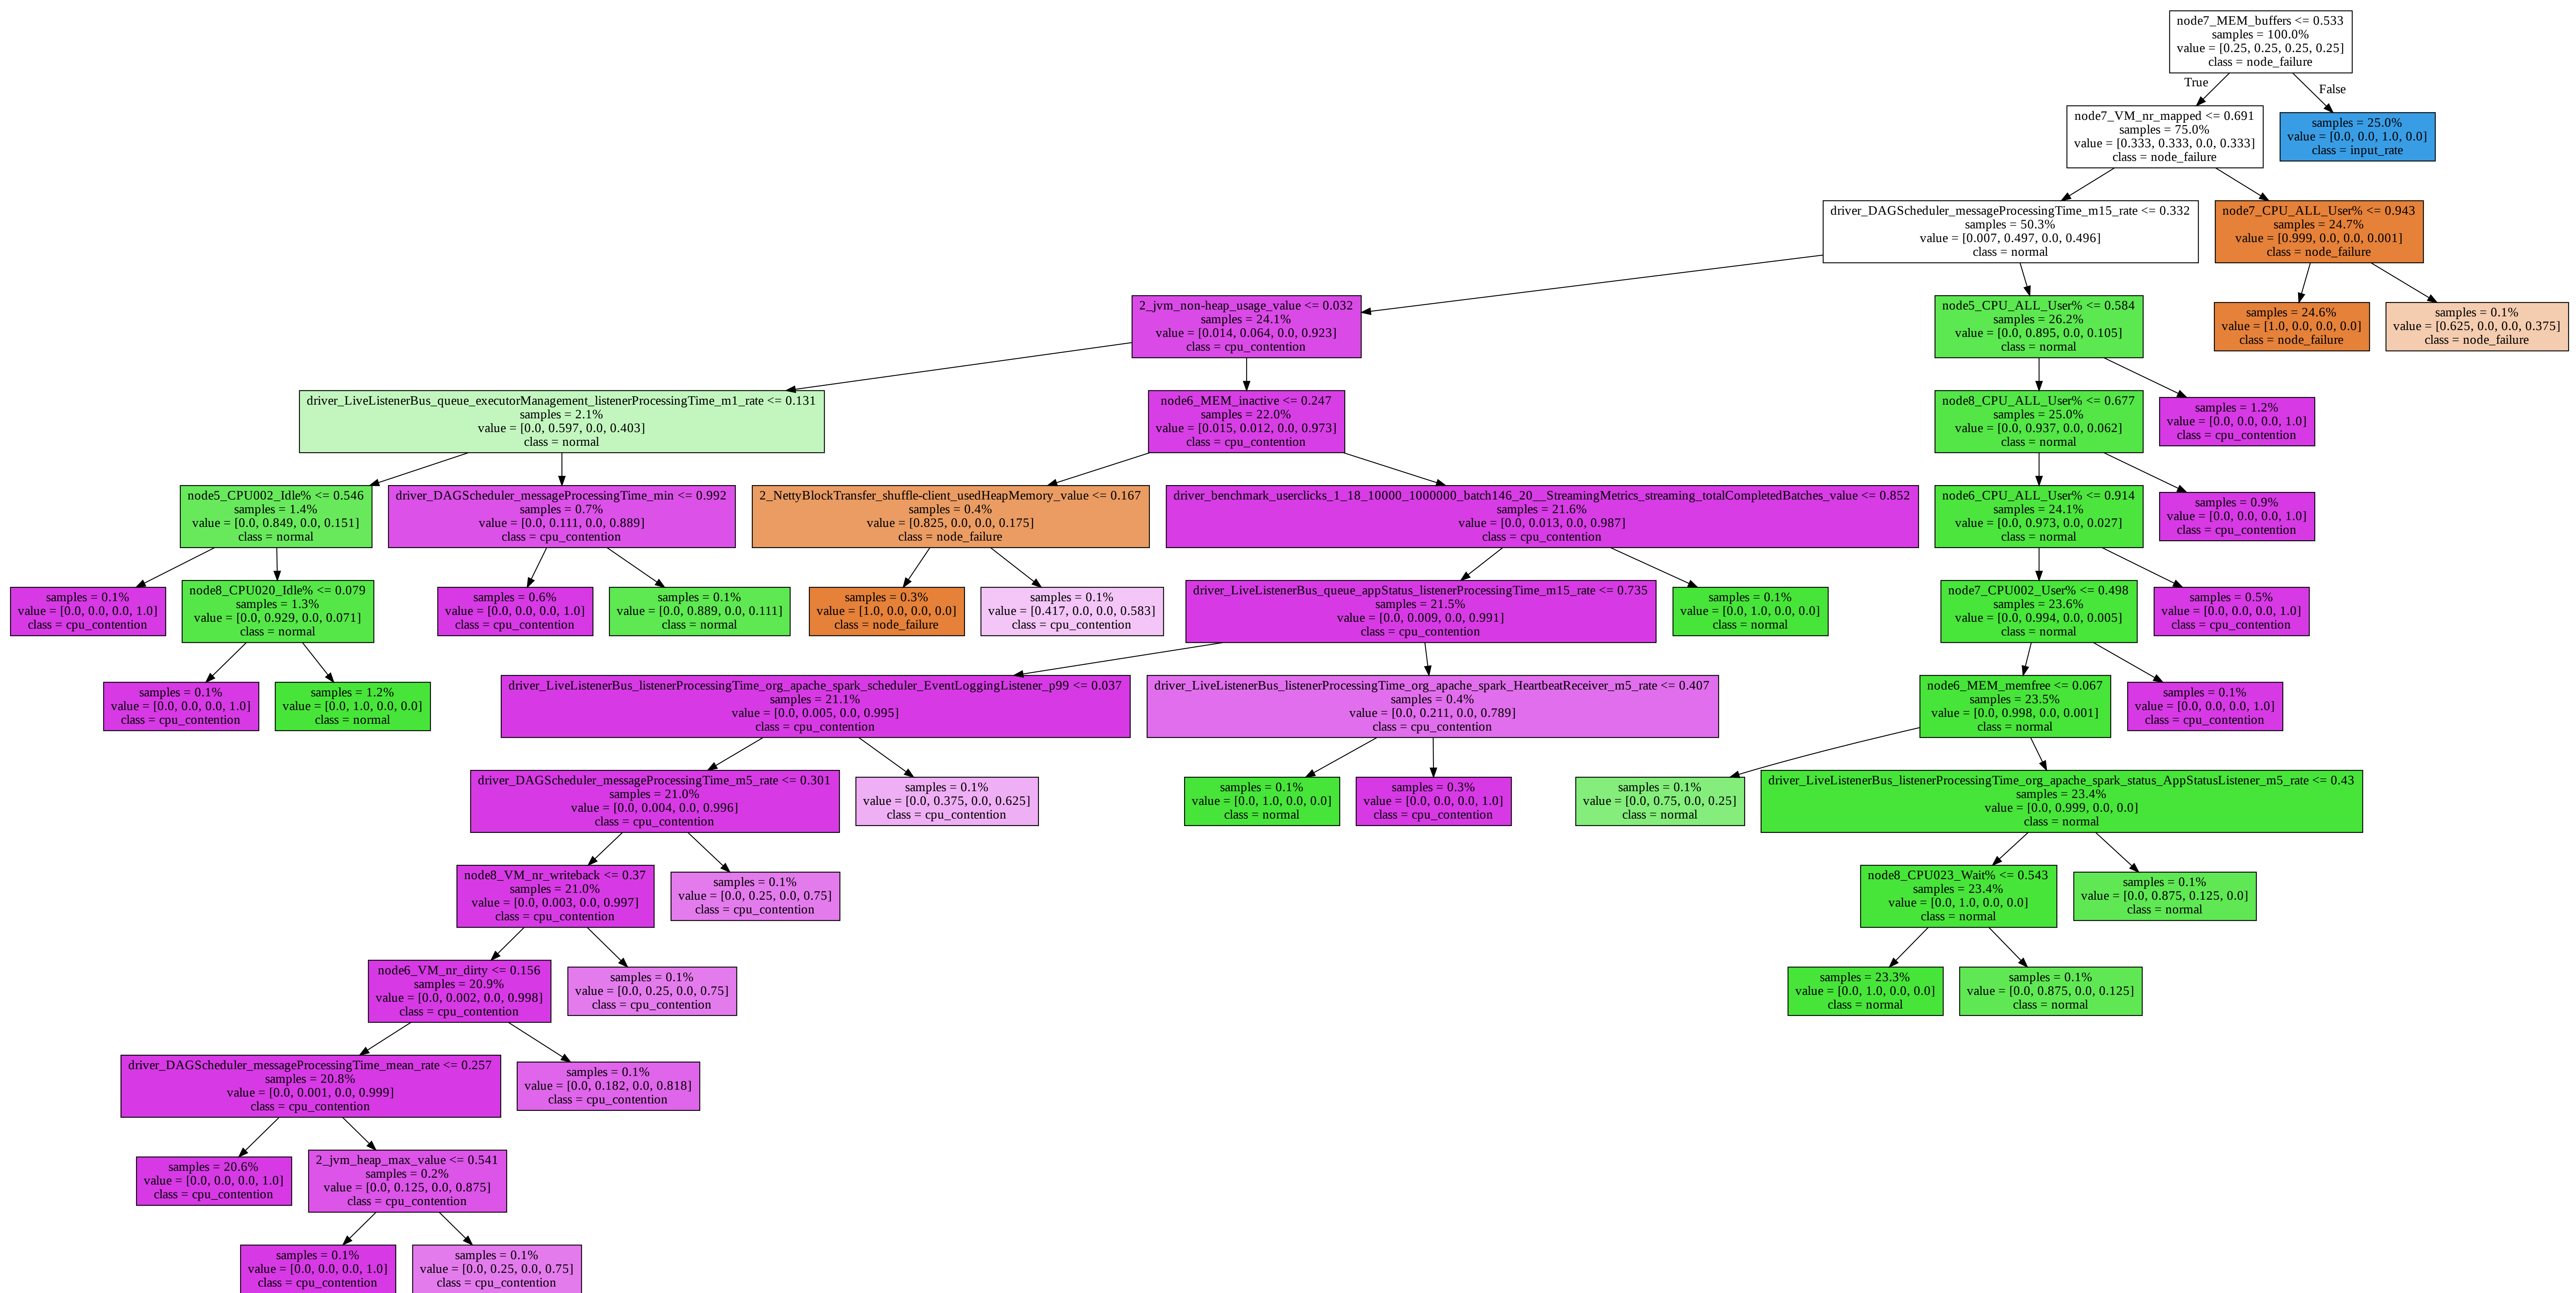 node7_MEM_buffers <= 0.533
samples = 100.0%
value = [0.25, 0.25, 0.25, 0.25]
class = node_failure
True
False
node7_VM_nr_mapped <= 0.691
samples = 75.0%
value = [0.333, 0.333, 0.0, 0.333]
class = node_failure
samples = 25.0%
value = [0.0, 0.0, 1.0, 0.0]
class = input_rate
driver_DAGScheduler_messageProcessingTime_m15_rate <= 0.332
samples = 50.3%
value = [0.007, 0.497, 0.0, 0.496]
class = normal
node7_CPU_ALL_User% <= 0.943
samples = 24.7%
value = [0.999, 0.0, 0.0, 0.001]
class = node_failure
2_jvm_non-heap_usage_value <= 0.032
samples = 24.1%
value = [0.014, 0.064, 0.0, 0.923]
class = cpu_contention
node5_CPU_ALL_User% <= 0.584
samples = 26.2%
value = [0.0, 0.895, 0.0, 0.105]
class = normal
samples = 24.6%
value = [1.0, 0.0, 0.0, 0.0]
class = node_failure
samples = 0.1%
value = [0.625, 0.0, 0.0, 0.375]
class = node_failure
driver_LiveListenerBus_queue_executorManagement_listenerProcessingTime_m1_rate <= 0.131
samples = 2.1%
value = [0.0, 0.597, 0.0, 0.403]
class = normal
node6_MEM_inactive <= 0.247
samples = 22.0%
value = [0.015, 0.012, 0.0, 0.973]
class = cpu_contention
node8_CPU_ALL_User% <= 0.677
samples = 25.0%
value = [0.0, 0.937, 0.0, 0.062]
class = normal
samples = 1.2%
value = [0.0, 0.0, 0.0, 1.0]
class = cpu_contention
node5_CPU002_Idle% <= 0.546
samples = 1.4%
value = [0.0, 0.849, 0.0, 0.151]
class = normal
driver_DAGScheduler_messageProcessingTime_min <= 0.992
samples = 0.7%
value = [0.0, 0.111, 0.0, 0.889]
class = cpu_contention
2_NettyBlockTransfer_shuffle-client_usedHeapMemory_value <= 0.167
samples = 0.4%
value = [0.825, 0.0, 0.0, 0.175]
class = node_failure
driver_benchmark_userclicks_1_18_10000_1000000_batch146_20__StreamingMetrics_streaming_totalCompletedBatches_value <= 0.852
samples = 21.6%
value = [0.0, 0.013, 0.0, 0.987]
class = cpu_contention
node6_CPU_ALL_User% <= 0.914
samples = 24.1%
value = [0.0, 0.973, 0.0, 0.027]
class = normal
samples = 0.9%
value = [0.0, 0.0, 0.0, 1.0]
class = cpu_contention
samples = 0.1%
value = [0.0, 0.0, 0.0, 1.0]
class = cpu_contention
node8_CPU020_Idle% <= 0.079
samples = 1.3%
value = [0.0, 0.929, 0.0, 0.071]
class = normal
samples = 0.6%
value = [0.0, 0.0, 0.0, 1.0]
class = cpu_contention
samples = 0.1%
value = [0.0, 0.889, 0.0, 0.111]
class = normal
samples = 0.3%
value = [1.0, 0.0, 0.0, 0.0]
class = node_failure
samples = 0.1%
value = [0.417, 0.0, 0.0, 0.583]
class = cpu_contention
driver_LiveListenerBus_queue_appStatus_listenerProcessingTime_m15_rate <= 0.735
samples = 21.5%
value = [0.0, 0.009, 0.0, 0.991]
class = cpu_contention
samples = 0.1%
value = [0.0, 1.0, 0.0, 0.0]
class = normal
node7_CPU002_User% <= 0.498
samples = 23.6%
value = [0.0, 0.994, 0.0, 0.005]
class = normal
samples = 0.5%
value = [0.0, 0.0, 0.0, 1.0]
class = cpu_contention
samples = 0.1%
value = [0.0, 0.0, 0.0, 1.0]
class = cpu_contention
samples = 1.2%
value = [0.0, 1.0, 0.0, 0.0]
class = normal
driver_LiveListenerBus_listenerProcessingTime_org_apache_spark_scheduler_EventLoggingListener_p99 <= 0.037
samples = 21.1%
value = [0.0, 0.005, 0.0, 0.995]
class = cpu_contention
driver_LiveListenerBus_listenerProcessingTime_org_apache_spark_HeartbeatReceiver_m5_rate <= 0.407
samples = 0.4%
value = [0.0, 0.211, 0.0, 0.789]
class = cpu_contention
node6_MEM_memfree <= 0.067
samples = 23.5%
value = [0.0, 0.998, 0.0, 0.001]
class = normal
samples = 0.1%
value = [0.0, 0.0, 0.0, 1.0]
class = cpu_contention
driver_DAGScheduler_messageProcessingTime_m5_rate <= 0.301
samples = 21.0%
value = [0.0, 0.004, 0.0, 0.996]
class = cpu_contention
samples = 0.1%
value = [0.0, 0.375, 0.0, 0.625]
class = cpu_contention
samples = 0.1%
value = [0.0, 1.0, 0.0, 0.0]
class = normal
samples = 0.3%
value = [0.0, 0.0, 0.0, 1.0]
class = cpu_contention
samples = 0.1%
value = [0.0, 0.75, 0.0, 0.25]
class = normal
driver_LiveListenerBus_listenerProcessingTime_org_apache_spark_status_AppStatusListener_m5_rate <= 0.43
samples = 23.4%
value = [0.0, 0.999, 0.0, 0.0]
class = normal
node8_VM_nr_writeback <= 0.37
samples = 21.0%
value = [0.0, 0.003, 0.0, 0.997]
class = cpu_contention
samples = 0.1%
value = [0.0, 0.25, 0.0, 0.75]
class = cpu_contention
node8_CPU023_Wait% <= 0.543
samples = 23.4%
value = [0.0, 1.0, 0.0, 0.0]
class = normal
samples = 0.1%
value = [0.0, 0.875, 0.125, 0.0]
class = normal
node6_VM_nr_dirty <= 0.156
samples = 20.9%
value = [0.0, 0.002, 0.0, 0.998]
class = cpu_contention
samples = 0.1%
value = [0.0, 0.25, 0.0, 0.75]
class = cpu_contention
samples = 23.3%
value = [0.0, 1.0, 0.0, 0.0]
class = normal
samples = 0.1%
value = [0.0, 0.875, 0.0, 0.125]
class = normal
driver_DAGScheduler_messageProcessingTime_mean_rate <= 0.257
samples = 20.8%
value = [0.0, 0.001, 0.0, 0.999]
class = cpu_contention
samples = 0.1%
value = [0.0, 0.182, 0.0, 0.818]
class = cpu_contention
samples = 20.6%
value = [0.0, 0.0, 0.0, 1.0]
class = cpu_contention
2_jvm_heap_max_value <= 0.541
samples = 0.2%
value = [0.0, 0.125, 0.0, 0.875]
class = cpu_contention
samples = 0.1%
value = [0.0, 0.0, 0.0, 1.0]
class = cpu_contention
samples = 0.1%
value = [0.0, 0.25, 0.0, 0.75]
class = cpu_contention